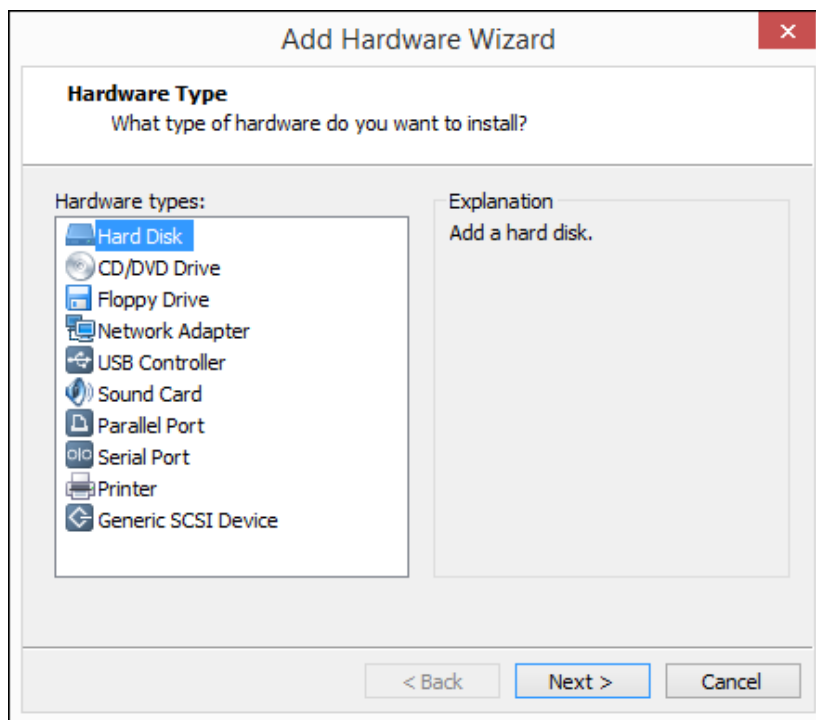 Add Hardware Wizard
Hardware Type
What type of hardware do you want to install?
Hardware types:
Hard Disk
CD/DVD Drive
Floppy Drive
Network Adapter
USB Controller
Sound Card
Parallel Port
Serial Port
Printer
Generic SCSI Device
Explanation
Add a hard disk.
< Back
Next >
Cancel